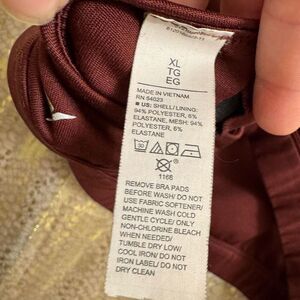 XL
TG
EG
MADE IN VIETNAM
RN 54023
■ US: SHELL/ LINING:
94% POLYESTER, 6%
ELASTANE, MESH: 94%
POLYESTER, 6%
ELASTANE
1166
REMOVE BRA PADS
BEFORE WASH/ DO NOT
USE FABRIC SOFTENER/
MACHINE WASH COLD
GENTLE CYCLE/ ONLY
NON-CHLORINE BLEACH
WHEN NEEDED/
TUMBLE DRY LOW/
COOL IRON/ DO NOT
IRON LABEL/ DO NOT
DRY CLEAN